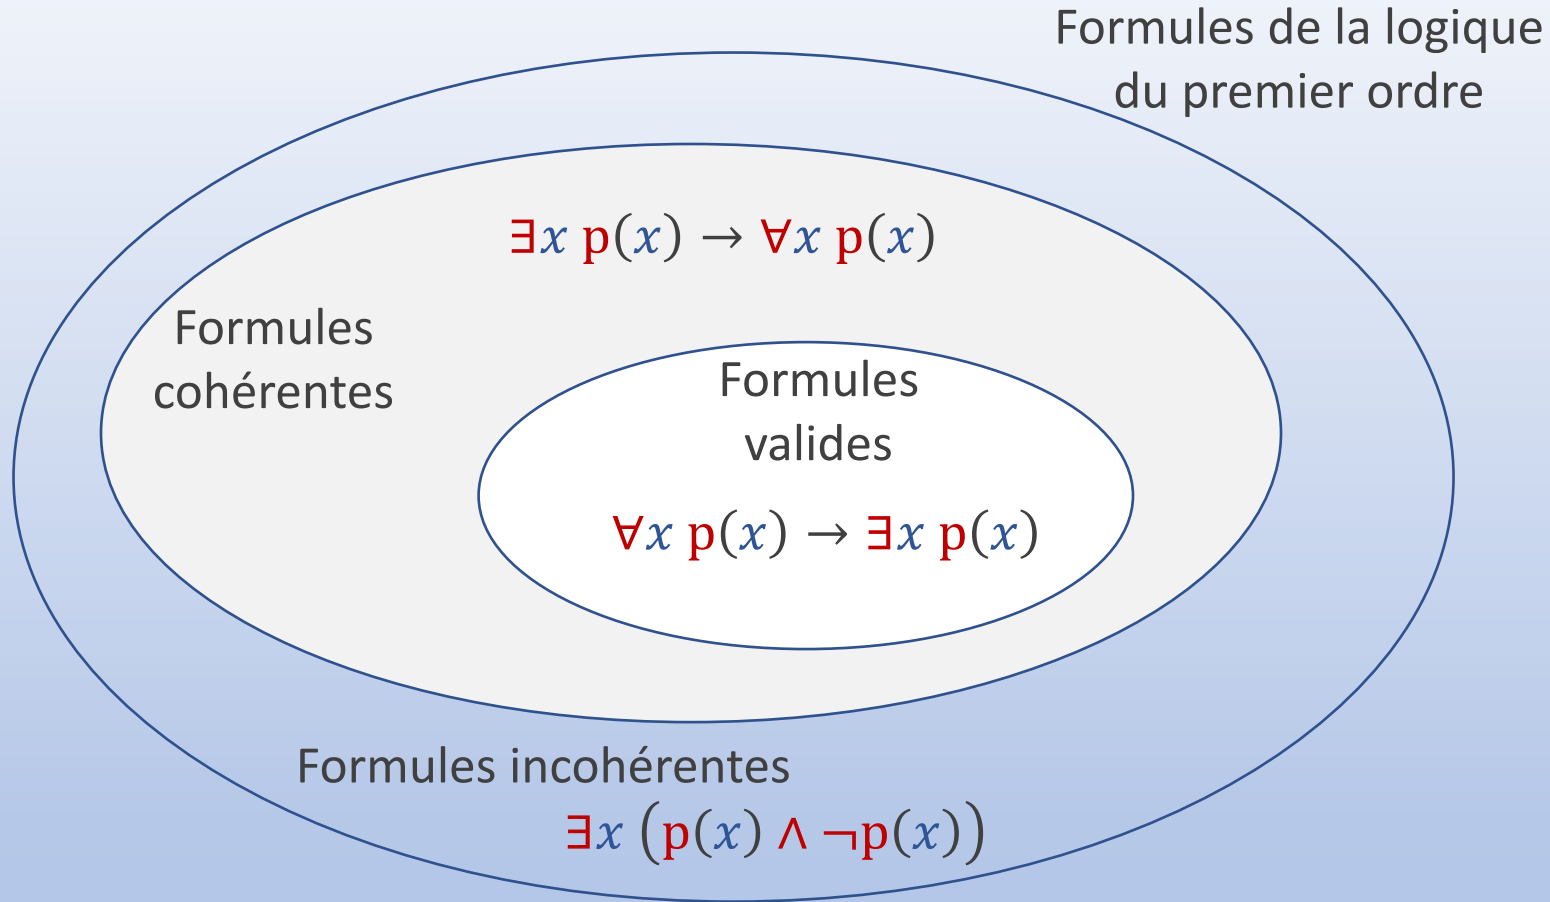 Formules de la logique
du premier ordre
∃x p(x) → ∀x p(x)
Formules
cohérentes
Formules
valides
∀x p(x) → ∃x p(x)
Formules incohérentes
∃x (p(x) ∧ ¬p(x))